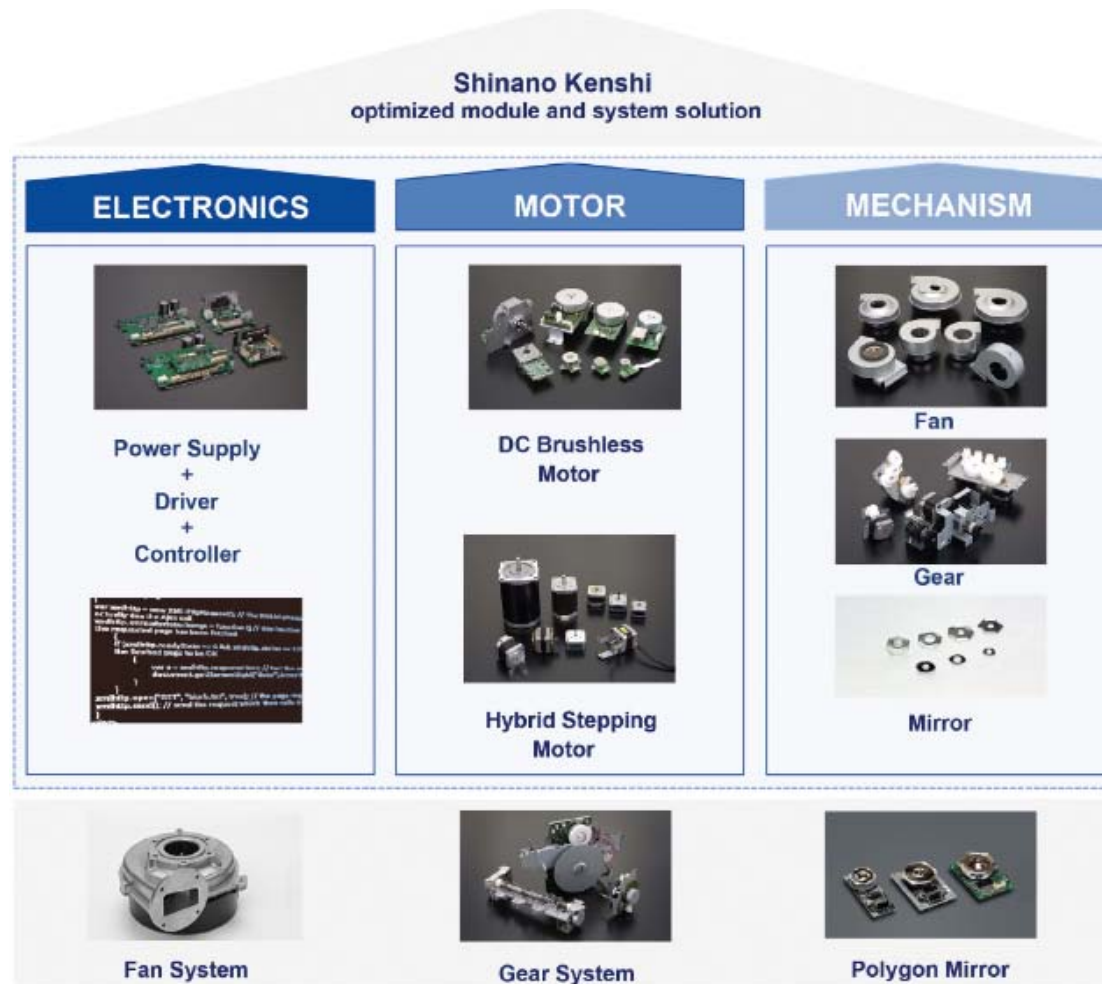 Shinano Kenshi
optimized module and system solution
ELECTRONICS
Power Supply
+
Driver
+
Controller
MOTOR
DC Brushless
Motor
Hybrid Stepping
Motor
MECHANISM
Fan
Gear
Mirror
Fan System
Gear System
Polygon Mirror